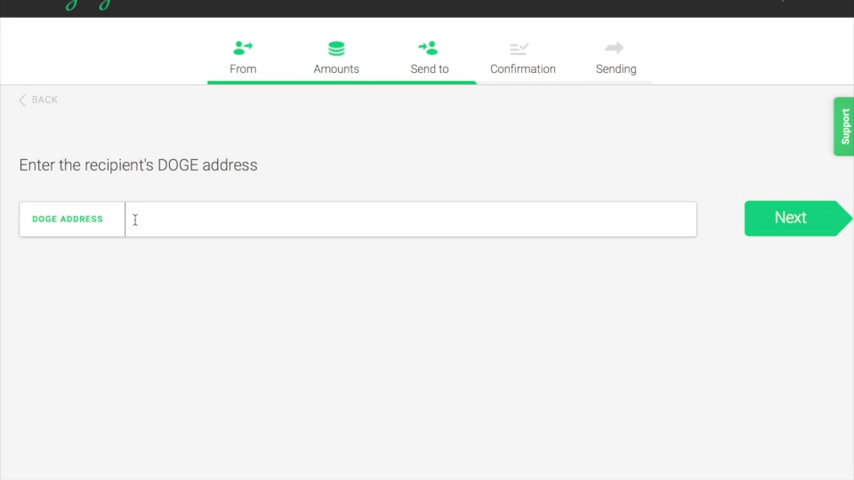 From
Amounts
Send to
Confirmation
Sending
BACK
Support
Enter the recipient's DOGE address
DOGE ADDRESS
Next